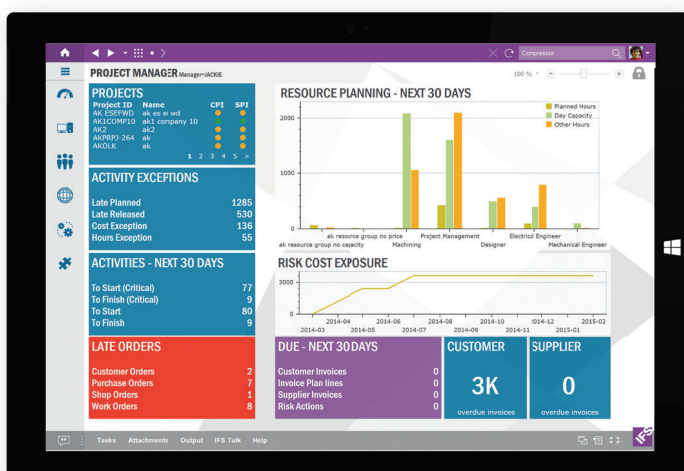 Conpressor
PROJECT MANAGER Manager=JACKIE
100 %
PROJECTS
Project ID Name CPI SPI
AK ESEFWD ak es ei wd
AK1COMP10 ak1 conpany 10
AK2 ak2
AKPRPJ-264 ak
AKÖLK ak
1 2 3 4 5 >
ACTIVITY EXCEPTIONS
Late Planned 1285
Late Released 530
Cost Exception 136
Hours Exception 55
ACTIVITIES - NEXT 30 DAYS
To Start (Critical) 77
To Finish (Critical) 9
To Start 80
To Finish 9
LATE ORDERS
Customer Orders 2
Purchase Orders 7
Shop Orders 1
Work Orders 8
RESOURCE PLANNING - NEXT 30 DAYS
Planned Hours
Day Capacity
Other Hours
2000
1000
0
ak resource group no price Project Management Electricl Engineer
ak resource group no capacity Machining Designer Mechanical Engineer
RISK COST EXPOSURE
3000
0
2014-04 2014-06 2014-08 2014-10 2014-12 2015-02
2014-03 2014-05 2014-07 2014-09 2014-11 2015-01
DUE - NEXT 30 DAYS
Customer Invoices 0
Invoice Plan lines 0
Supplier Invoices 0
Risk Actions 0
CUSTOMER
3K
overdue invoices
SUPPLIER
0
overdue invoices
Tasks Attachments Output IFS Talk Help
IFS